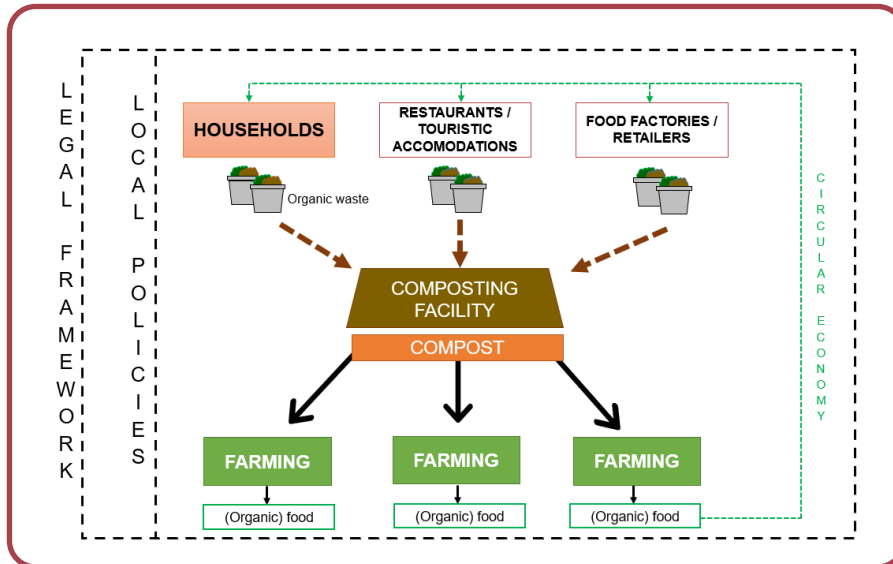 LEGAL FRAMEWORK
LOCAL POLICIES
HOUSEHOLDS
RESTAURANTS /
TOURISTIC
ACCOMODATIONS
FOOD FACTORIES /
RETAILERS
Organic waste
COMPOSTING
FACILITY
COMPOST
FARMING
FARMING
FARMING
(Organic) food
(Organic) food
(Organic) food
CIRCULAR ECONOMY